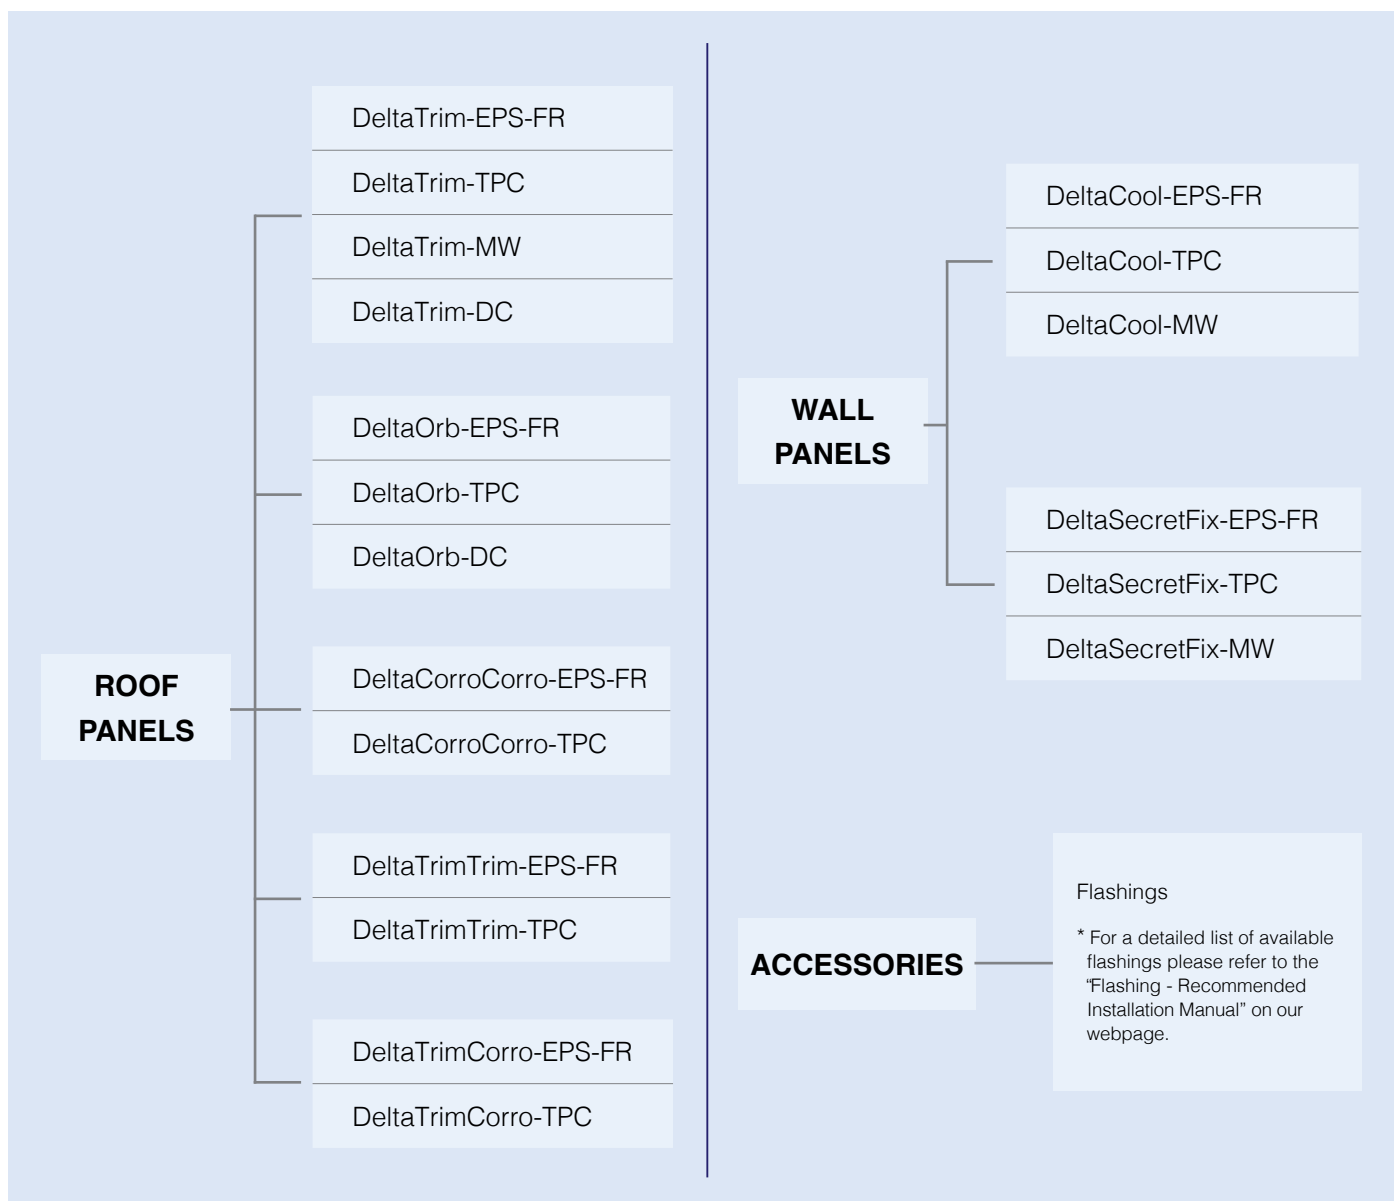 ROOF
PANELS
DeltaTrim-EPS-FR
DeltaTrim-TPC
DeltaTrim-MW
DeltaTrim-DC
DeltaOrb-EPS-FR
DeltaOrb-TPC
DeltaOrb-DC
DeltaCorroCorro-EPS-FR
DeltaCorroCorro-TPC
DeltaTrimTrim-EPS-FR
DeltaTrimTrim-TPC
DeltaTrimCorro-EPS-FR
DeltaTrimCorro-TPC
WALL
PANELS
DeltaCool-EPS-FR
DeltaCool-TPC
DeltaCool-MW
DeltaSecretFix-EPS-FR
DeltaSecretFix-TPC
DeltaSecretFix-MW
ACCESSORIES
Flashings
* For a detailed list of available
flashings please refer to the
“Flashing - Recommended
Installation Manual” on our
webpage.